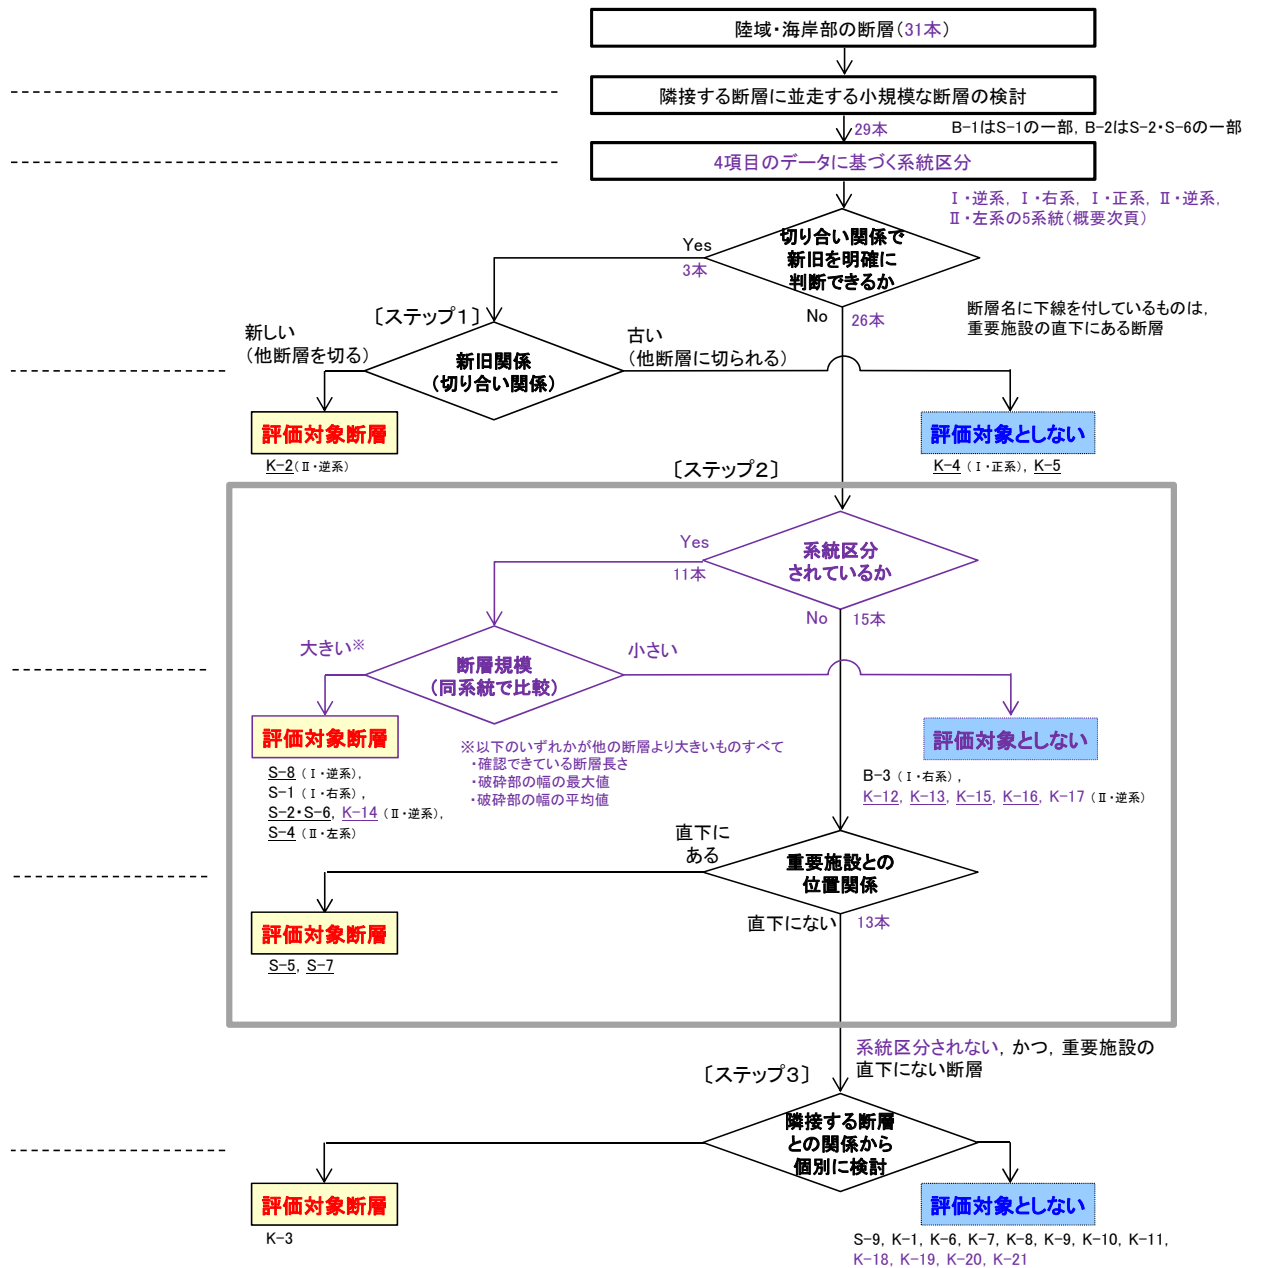 陸域・海岸部の断層(31本)
隣接する断層に並走する小規模な断層の検討
29本
B-1はS-1の一部, B-2はS-2・S-6の一部
4項目のデータに基づく系統区分
Ⅰ・逆系, Ⅰ・右系, Ⅰ・正系, Ⅱ・逆系,
Ⅱ・左系の5系統(概要次頁)
切り合い関係で
新旧を明確に
判断できるか
Yes
3本
No
26本
断層名に下線を付しているものは,
重要施設の直下にある断層
〔ステップ1〕
新しい
(他断層を切る)
新旧関係
(切り合い関係)
古い
(他断層に切られる)
評価対象断層
K-2(Ⅱ・逆系)
評価対象としない
K-4 (Ⅰ・正系), K-5
〔ステップ2〕
系統区分
されているか
Yes
11本
No
15本
大きい※
断層規模
(同系統で比較)
小さい
評価対象断層
S-8 (Ⅰ・逆系),
S-1 (Ⅰ・右系),
S-2・S-6, K-14 (Ⅱ・逆系),
S-4 (Ⅱ・左系)
※以下のいずれかが他の断層より大きいものすべて
・確認できている断層長さ
・破砕部の幅の最大値
・破砕部の幅の平均値
評価対象としない
B-3 (Ⅰ・右系),
K-12, K-13, K-15, K-16, K-17 (Ⅱ・逆系)
直下に
ある
重要施設との
位置関係
直下にない
13本
評価対象断層
S-5, S-7
系統区分されない, かつ, 重要施設の
直下にない断層
〔ステップ3〕
隣接する断層
との関係から
個別に検討
評価対象断層
K-3
評価対象としない
S-9, K-1, K-6, K-7, K-8, K-9, K-10, K-11,
K-18, K-19, K-20, K-21